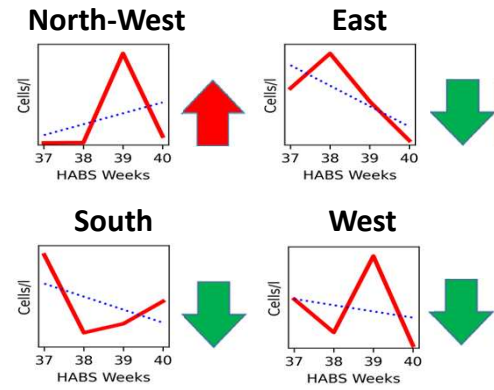 North-West
Cells/l
37 38 39 40
HABS Weeks
East
Cells/l
37 38 39 40
HABS Weeks
South
Cells/l
37 38 39 40
HABS Weeks
West
Cells/l
37 38 39 40
HABS Weeks